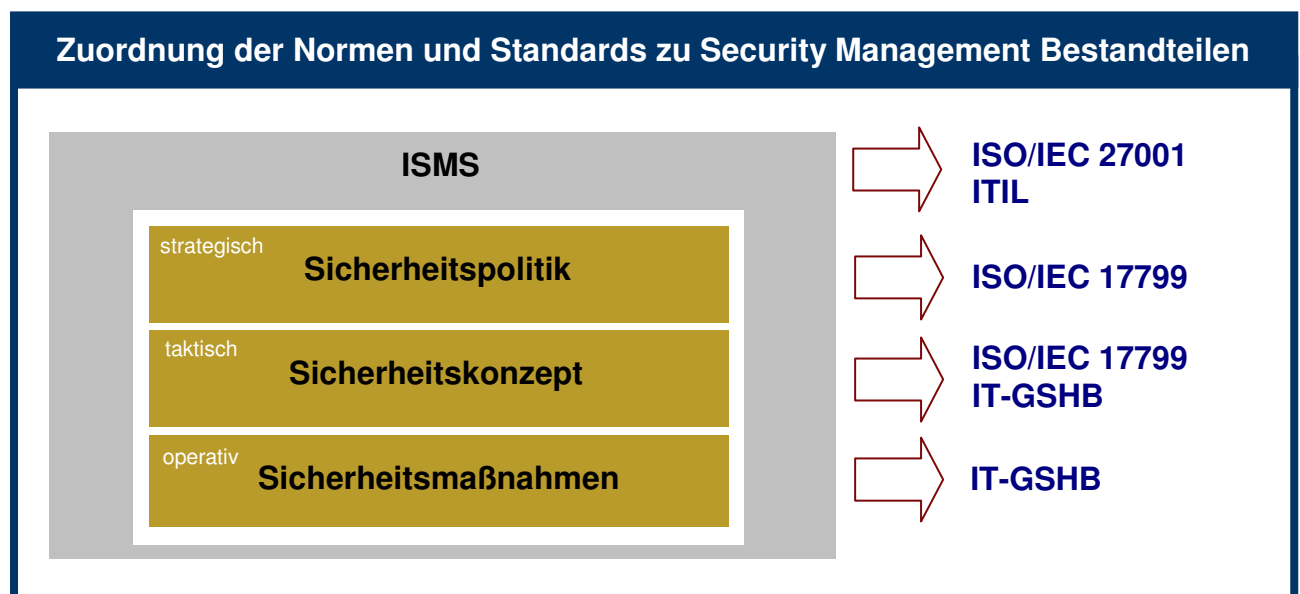 Zuordnung der Normen und Standards zu Security Management Bestandteilen
ISMS
ISO/IEC 27001
ITIL
strategisch
Sicherheitspolitik
ISO/IEC 17799
taktisch
Sicherheitskonzept
ISO/IEC 17799
IT-GSHB
operativ
Sicherheitsmaßnahmen
IT-GSHB